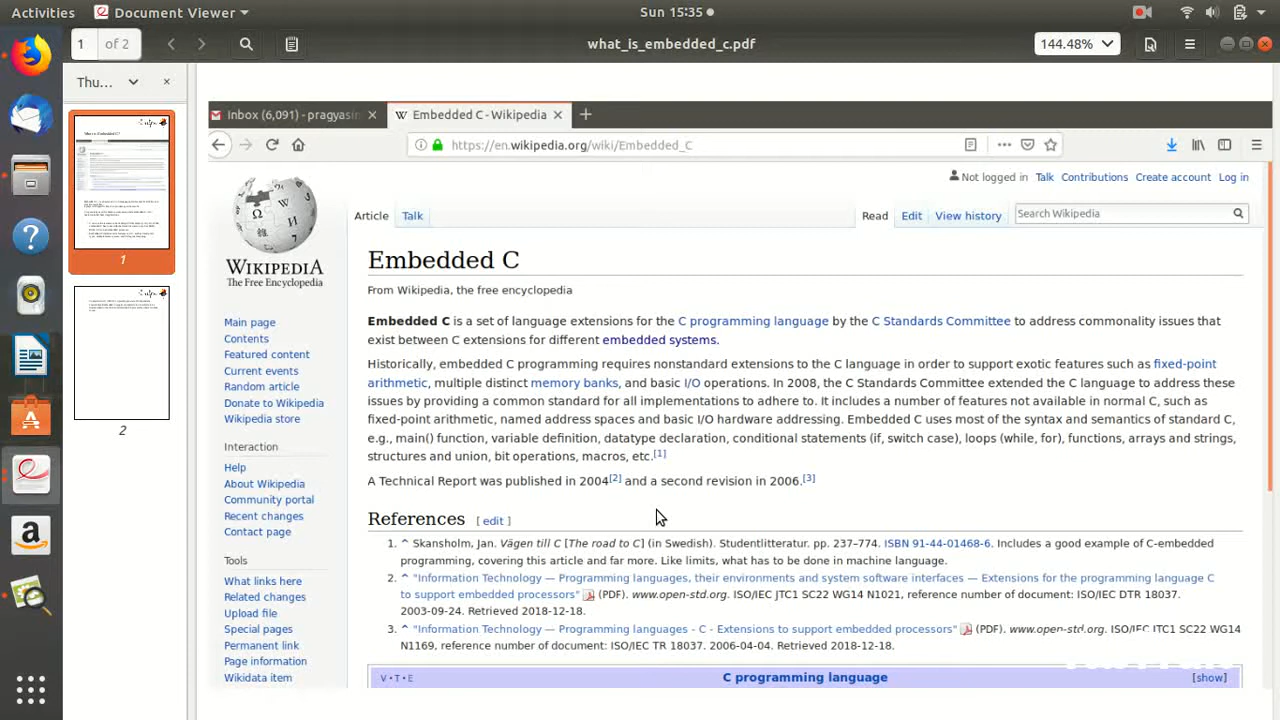 Activities Document Viewer Sun 15:35
1 of 2 what_is_embedded_c.pdf 144.48%
Thu...
1
2
Inbox (6,091) - pragyasin Embedded C - Wikipedia
https://en.wikipedia.org/wiki/Embedded_C
Not logged in Talk Contributions Create account Log in
Article Talk Read Edit View history Search Wikipedia
WIKIPEDIA
The Free Encyclopedia
Main page
Contents
Featured content
Current events
Random article
Donate to Wikipedia
Wikipedia store
Interaction
Help
About Wikipedia
Community portal
Recent changes
Contact page
Tools
What links here
Related changes
Upload file
Special pages
Permanent link
Page information
Wikidata item
Embedded C
From Wikipedia, the free encyclopedia
Embedded C is a set of language extensions for the C programming language by the C Standards Committee to address commonality issues that
exist between C extensions for different embedded systems.
Historically, embedded C programming requires nonstandard extensions to the C language in order to support exotic features such as fixed-point
arithmetic, multiple distinct memory banks, and basic I/O operations. In 2008, the C Standards Committee extended the C language to address these
issues by providing a common standard for all implementations to adhere to. It includes a number of features not available in normal C, such as
fixed-point arithmetic, named address spaces and basic I/O hardware addressing. Embedded C uses most of the syntax and semantics of standard C,
e.g., main() function, variable definition, datatype declaration, conditional statements (if, switch case), loops (while, for), functions, arrays and strings,
structures and union, bit operations, macros, etc.[1]
A Technical Report was published in 2004[2] and a second revision in 2006.[3]
References [ edit ]
1. ^ Skansholm, Jan. Vägen till C [The road to C] (in Swedish). Studentlitteratur. pp. 237–774. ISBN 91-44-01468-6. Includes a good example of C-embedded
programming, covering this article and far more. Like limits, what has to be done in machine language.
2. ^ "Information Technology — Programming languages, their environments and system software interfaces — Extensions for the programming language C
to support embedded processors" (PDF). www.open-std.org. ISO/IEC JTC1 SC22 WG14 N1021, reference number of document: ISO/IEC DTR 18037.
2003-09-24. Retrieved 2018-12-18.
3. ^ "Information Technology — Programming languages - C - Extensions to support embedded processors" (PDF). www.open-std.org. ISO/IEC JTC1 SC22 WG14
N1169, reference number of document: ISO/IEC TR 18037. 2006-04-04. Retrieved 2018-12-18.
V • T • E C programming language [show]